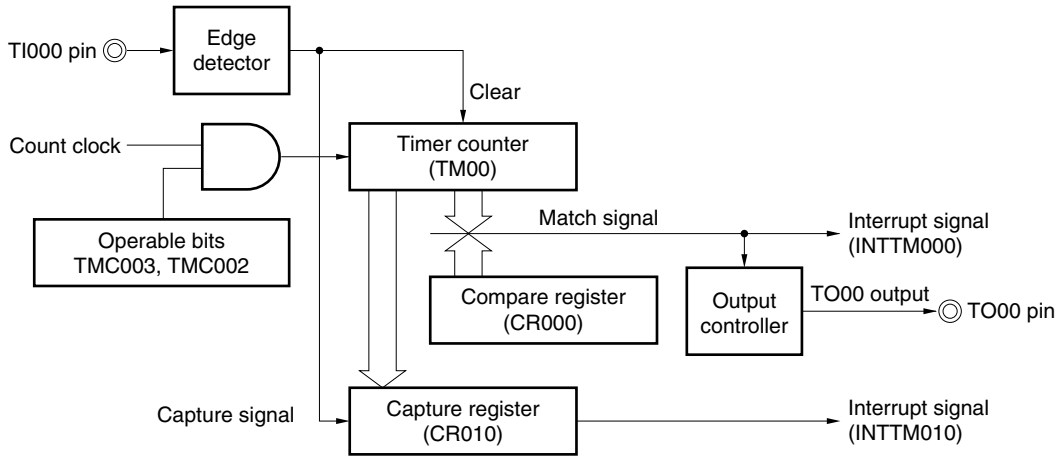 TI000 pin
Edge
detector
Clear
Count clock
Timer counter
(TM00)
Operable bits
TMC003, TMC002
Match signal
Interrupt signal
(INTTM000)
Compare register
(CR000)
Output
controller
TO00 output
TO00 pin
Capture signal
Capture register
(CR010)
Interrupt signal
(INTTM010)